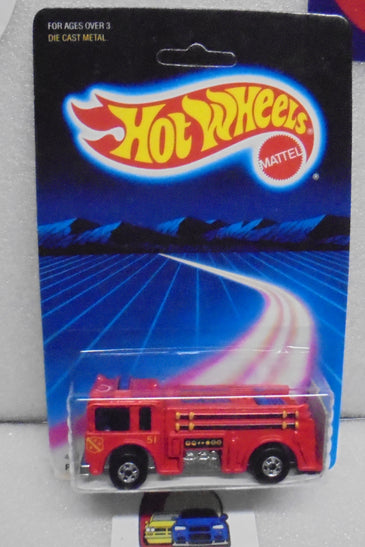 FOR AGES OVER 3
DIE CAST METAL.
HOT WHEELS
®
MATTEL
®
51